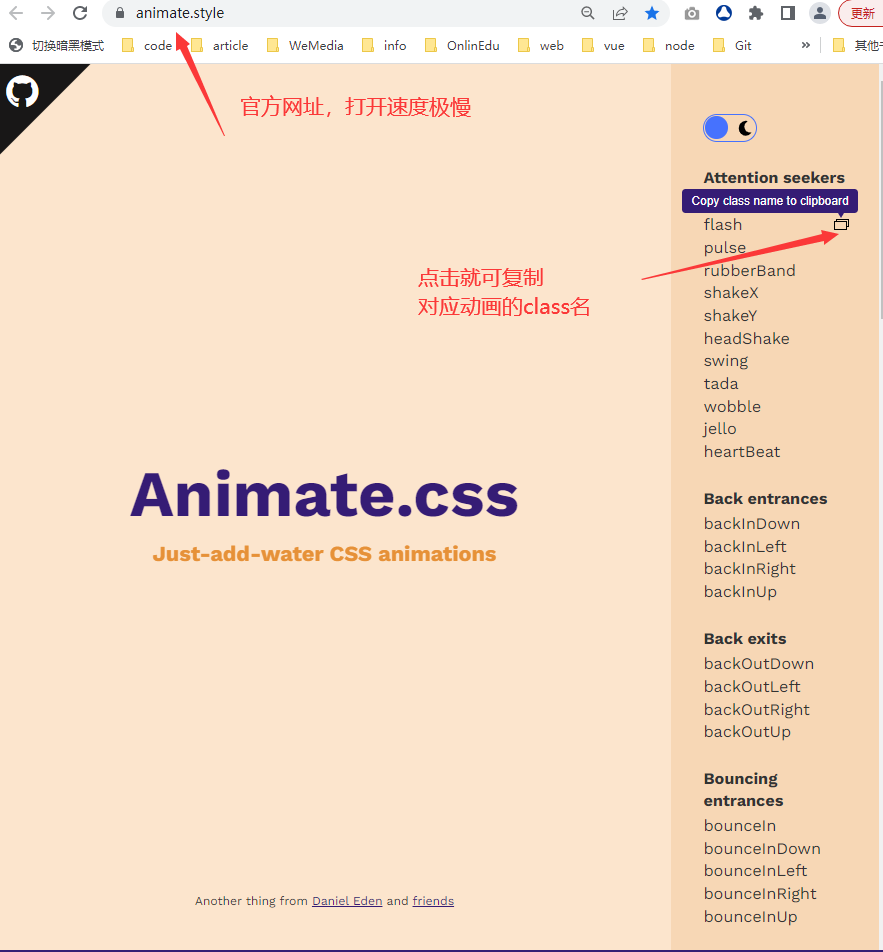 animate.style
更新
切换暗黑模式 code article WeMedia info OnlinEdu web vue node Git » 其他
官方网址，打开速度极慢
Attention seekers
Copy class name to clipboard
flash
pulse
点击就可复制
对应动画的class名
rubberBand
shakeX
shakeY
headShake
swing
tada
wobble
jello
heartBeat
Animate.css
Just-add-water CSS animations
Back entrances
backInDown
backInLeft
backInRight
backInUp
Back exits
backOutDown
backOutLeft
backOutRight
backOutUp
Bouncing
entrances
bounceIn
bounceInDown
bounceInLeft
bounceInRight
bounceInUp
Another thing from Daniel Eden and friends